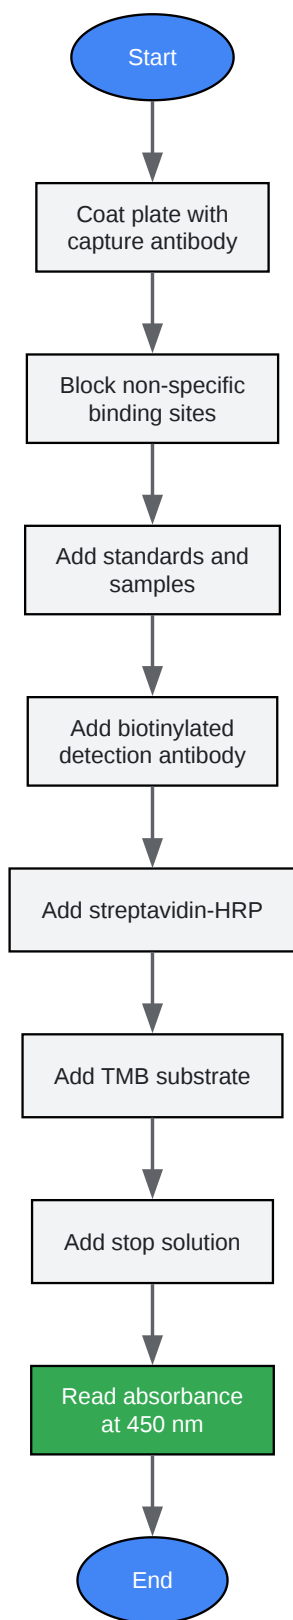 Start
Coat plate with
capture antibody
Block non-specific
binding sites
Add standards and
samples
Add biotinylated
detection antibody
Add streptavidin-HRP
Add TMB substrate
Add stop solution
Read absorbance
at 450 nm
End